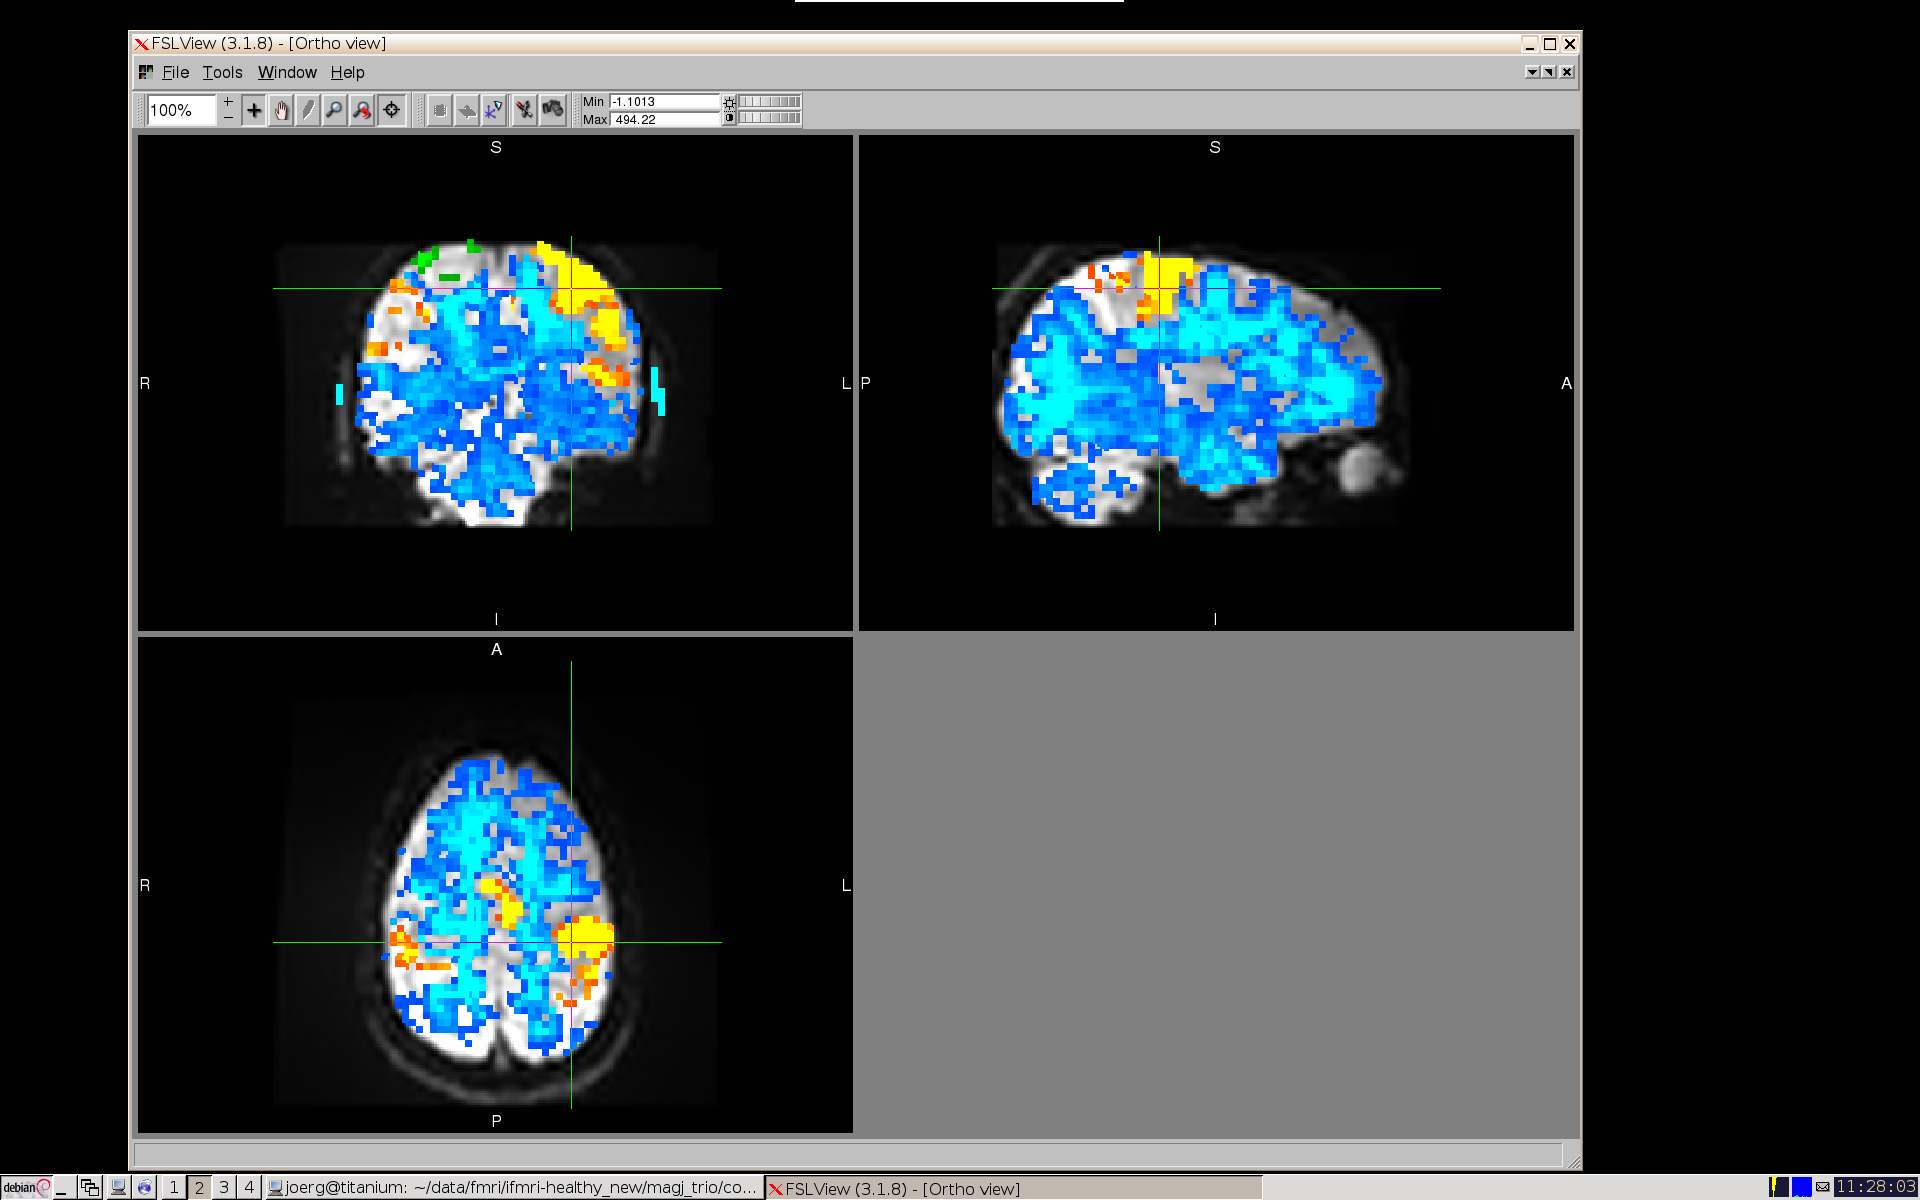 FSLView (3.1.8) - [Ortho view]
File Tools Window Help
100% + − Min -1.1013
Max 494.22
S
R
L
I
S
P
A
I
A
R
L
P
debian 1 2 3 4 joerg@titanium: ~/data/fmri/ifmri-healthy_new/magj_trio/co... FSLView (3.1.8) - [Ortho view] 11:28:03